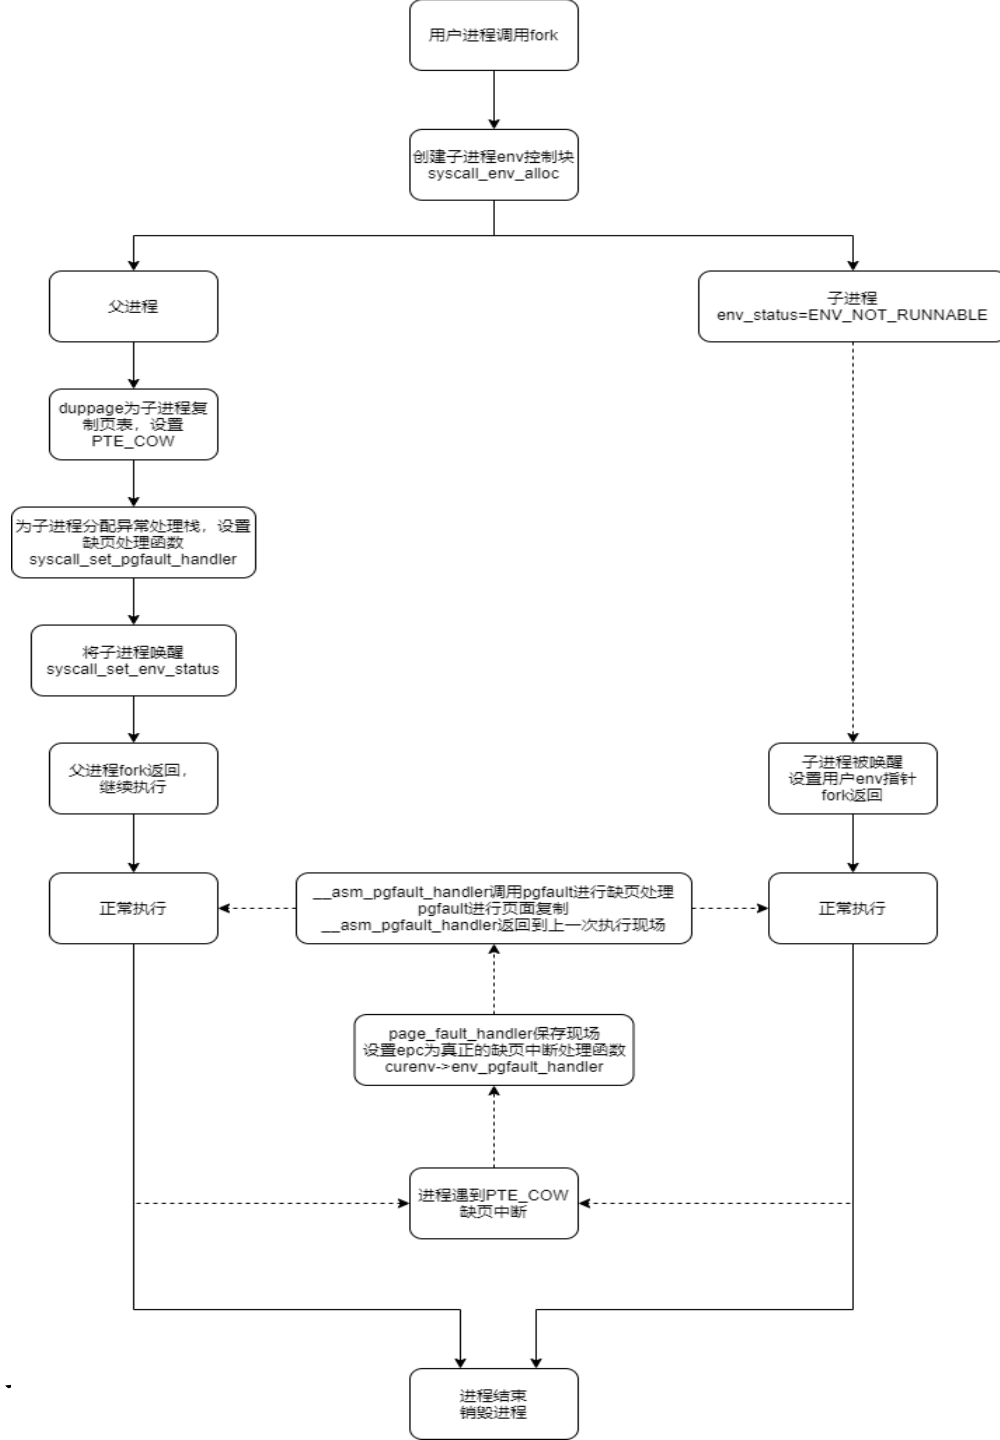 用户进程调用fork
创建子进程env控制块
syscall_env_alloc
父进程
子进程
env_status=ENV_NOT_RUNNABLE
duppage为子进程复
制页表，设置
PTE_COW
为子进程分配异常处理栈，设置
缺页处理函数
syscall_set_pgfault_handler
将子进程唤醒
syscall_set_env_status
父进程fork返回，
继续执行
子进程被唤醒
设置用户env指针
fork返回
正常执行
__asm_pgfault_handler调用pgfault进行缺页处理
pgfault进行页面复制
__asm_pgfault_handler返回到上一次执行现场
正常执行
page_fault_handler保存现场
设置epc为真正的缺页中断处理函数
curenv->env_pgfault_handler
进程遇到PTE_COW
缺页中断
进程结束
销毁进程